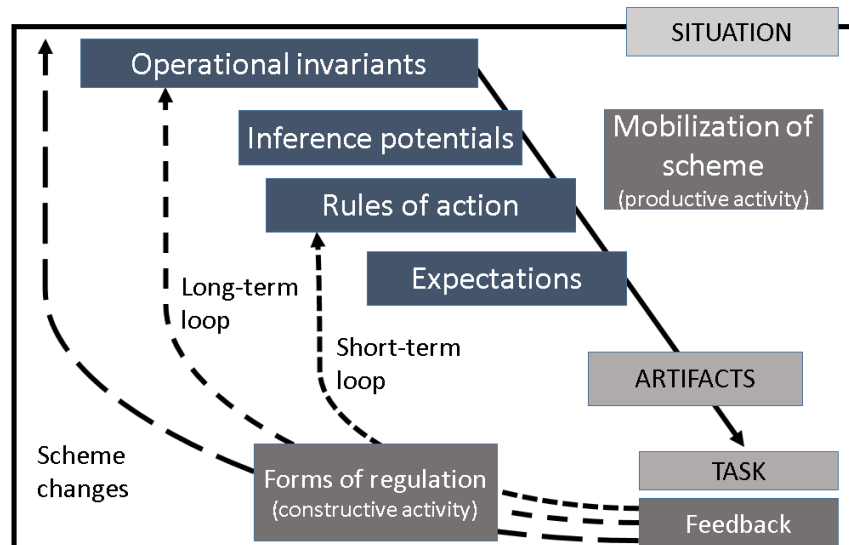 SITUATION
Operational invariants
Inference potentials
Mobilization of
scheme
(productive activity)
Rules of action
Expectations
Long-term
loop
Short-term
loop
ARTIFACTS
Scheme
changes
Forms of regulation
(constructive activity)
TASK
Feedback